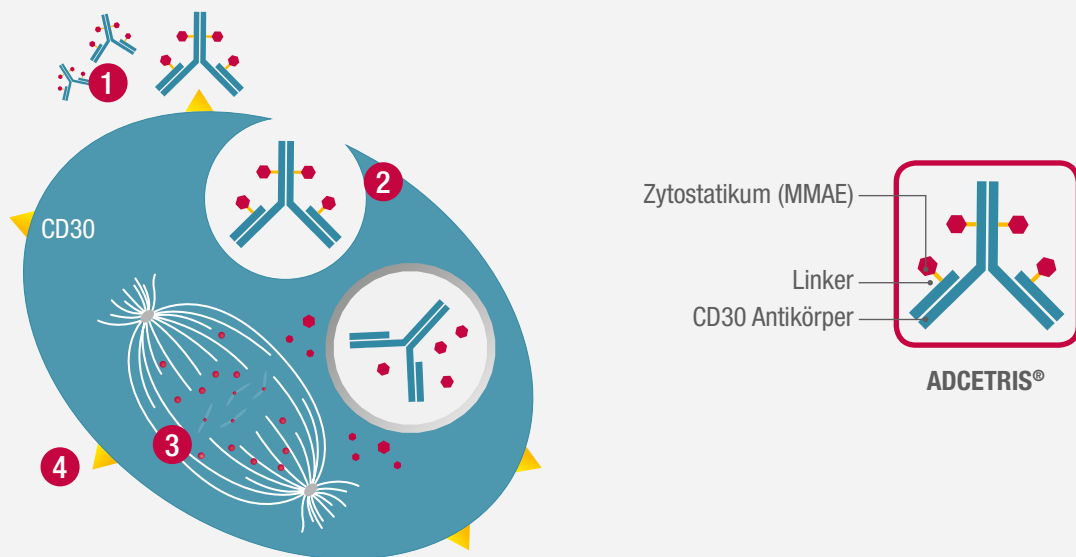 1
2
CD30
3
4
Zytostatikum (MMAE)
Linker
CD30 Antikörper
ADCETRIS®